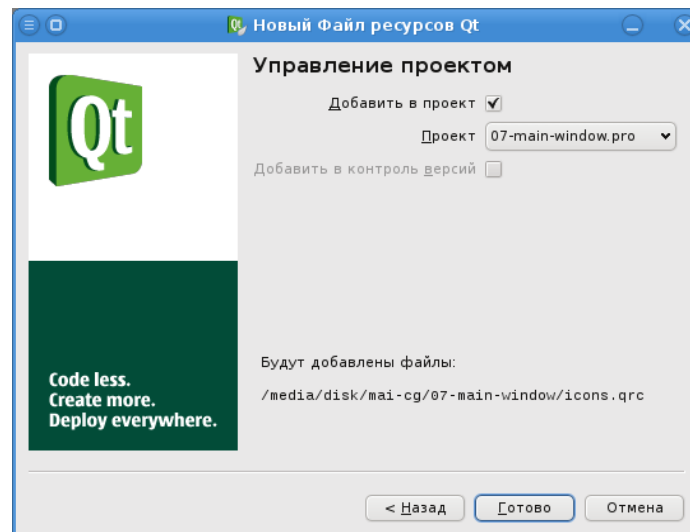 Новый Файл ресурсов Qt
Qt
Управление проектом
Добавить в проект
Проект 07-main-window.pro
Добавить в контроль версий
Будут добавлены файлы:
/media/disk/mai-cg/07-main-window/icons.qrc
Code less.
Create more.
Deploy everywhere.
< Назад Готово Отмена